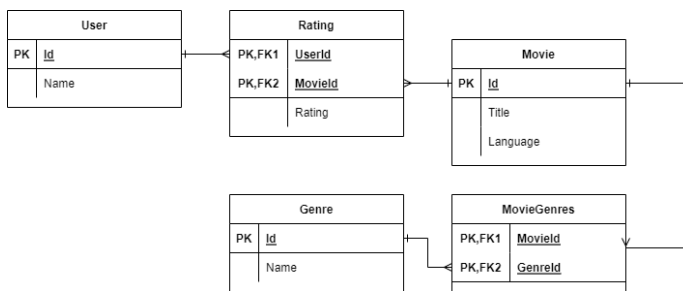 User
PK Id
Name
Rating
PK,FK1 UserId
PK,FK2 MovieId
Rating
Movie
PK Id
Title
Language
Genre
PK Id
Name
MovieGenres
PK,FK1 MovieId
PK,FK2 GenreId